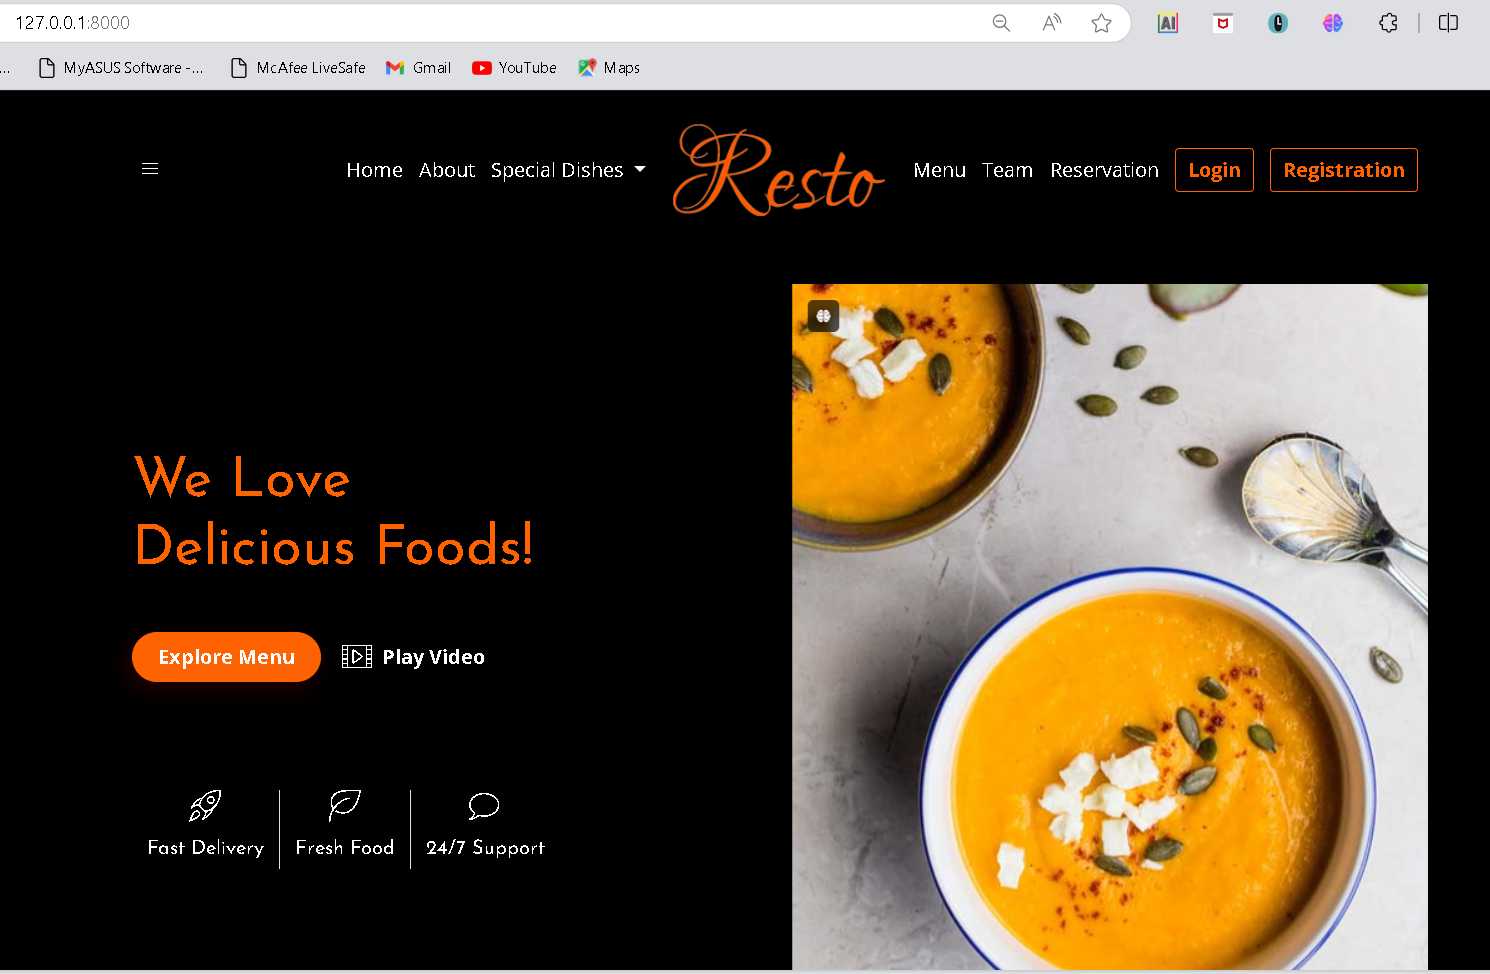 127.0.0.1:8000
... MyASUS Software -... McAfee LiveSafe Gmail YouTube Maps
Home About Special Dishes Resto Menu Team Reservation Login Registration
We Love
Delicious Foods!
Explore Menu Play Video
Fast Delivery Fresh Food 24/7 Support